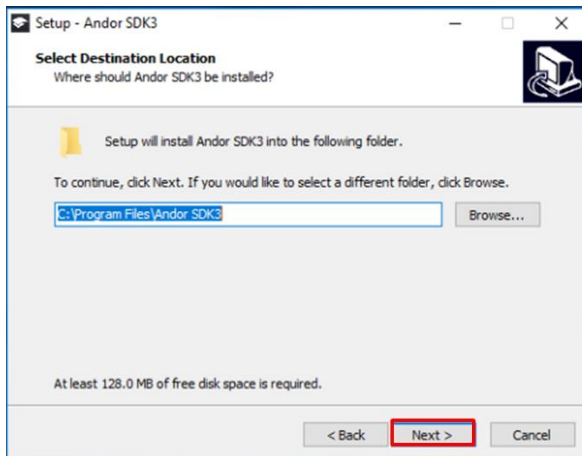 Setup - Andor SDK3
Select Destination Location
Where should Andor SDK3 be installed?
Setup will install Andor SDK3 into the following folder.
To continue, click Next. If you would like to select a different folder, click Browse.
C:\Program Files\Andor SDK3
Browse...
At least 128.0 MB of free disk space is required.
< Back
Next >
Cancel